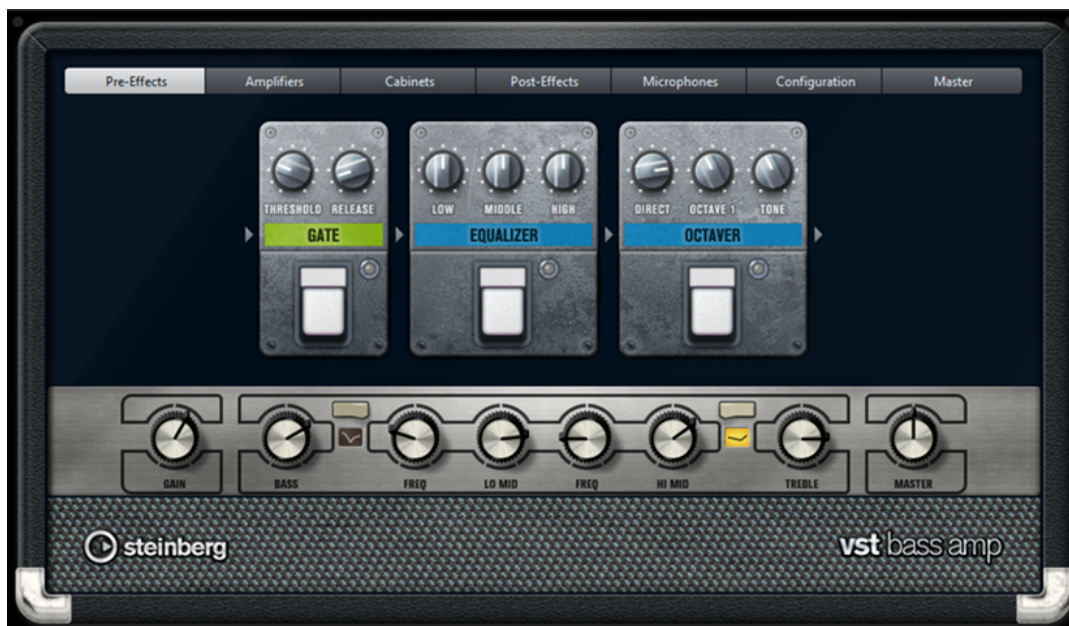 Pre-Effects Amplifiers Cabinets Post-Effects Microphones Configuration Master
THRESHOLD RELEASE
GATE
LOW MIDDLE HIGH
EQUALIZER
DIRECT OCTAVE 1 TONE
OCTAVER
GAIN BASS FREQ LO MID FREQ HI MID TREBLE MASTER
steinberg
vst bass amp